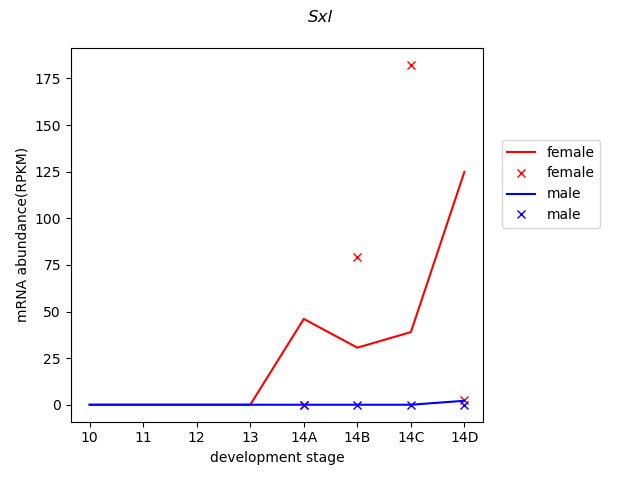 Sxl
175
150
125
100
75
50
25
0
mRNA abundance(RPKM)
10 11 12 13 14A 14B 14C 14D
development stage
female
female
male
male